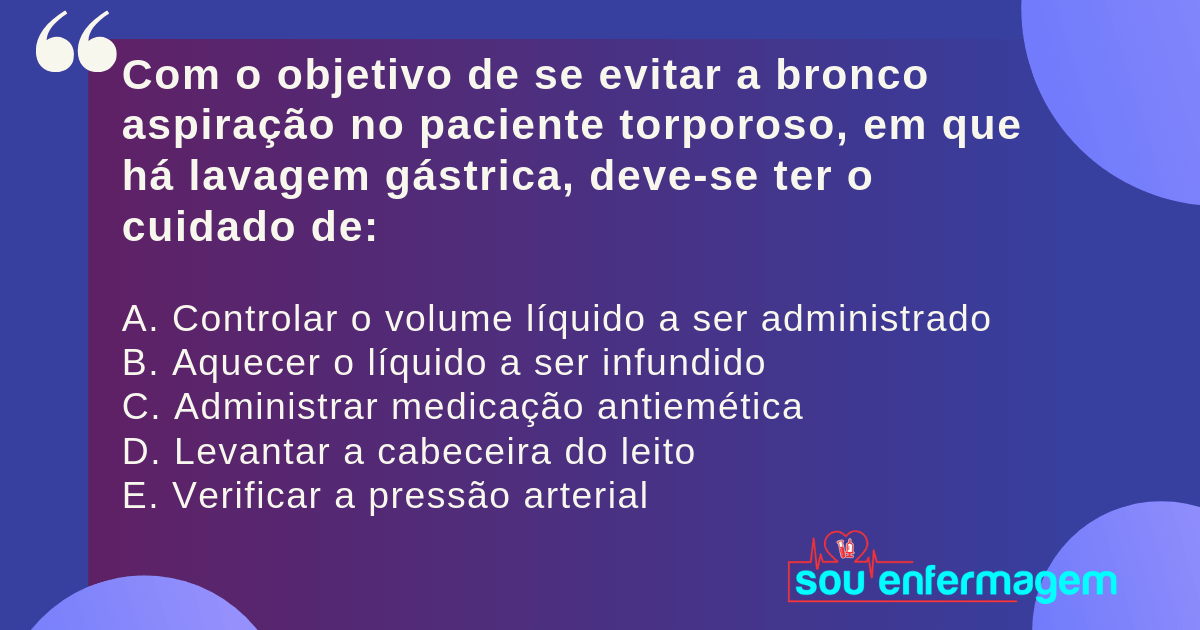 Com o objetivo de se evitar a bronco
aspiração no paciente torporoso, em que
há lavagem gástrica, deve-se ter o
cuidado de:
A. Controlar o volume líquido a ser administrado
B. Aquecer o líquido a ser infundido
C. Administrar medicação antiemética
D. Levantar a cabeceira do leito
E. Verificar a pressão arterial
sou enfermagem